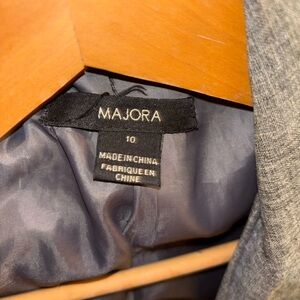 MAJORA
10
MADE IN CHINA
FABRIQUE EN
CHINE